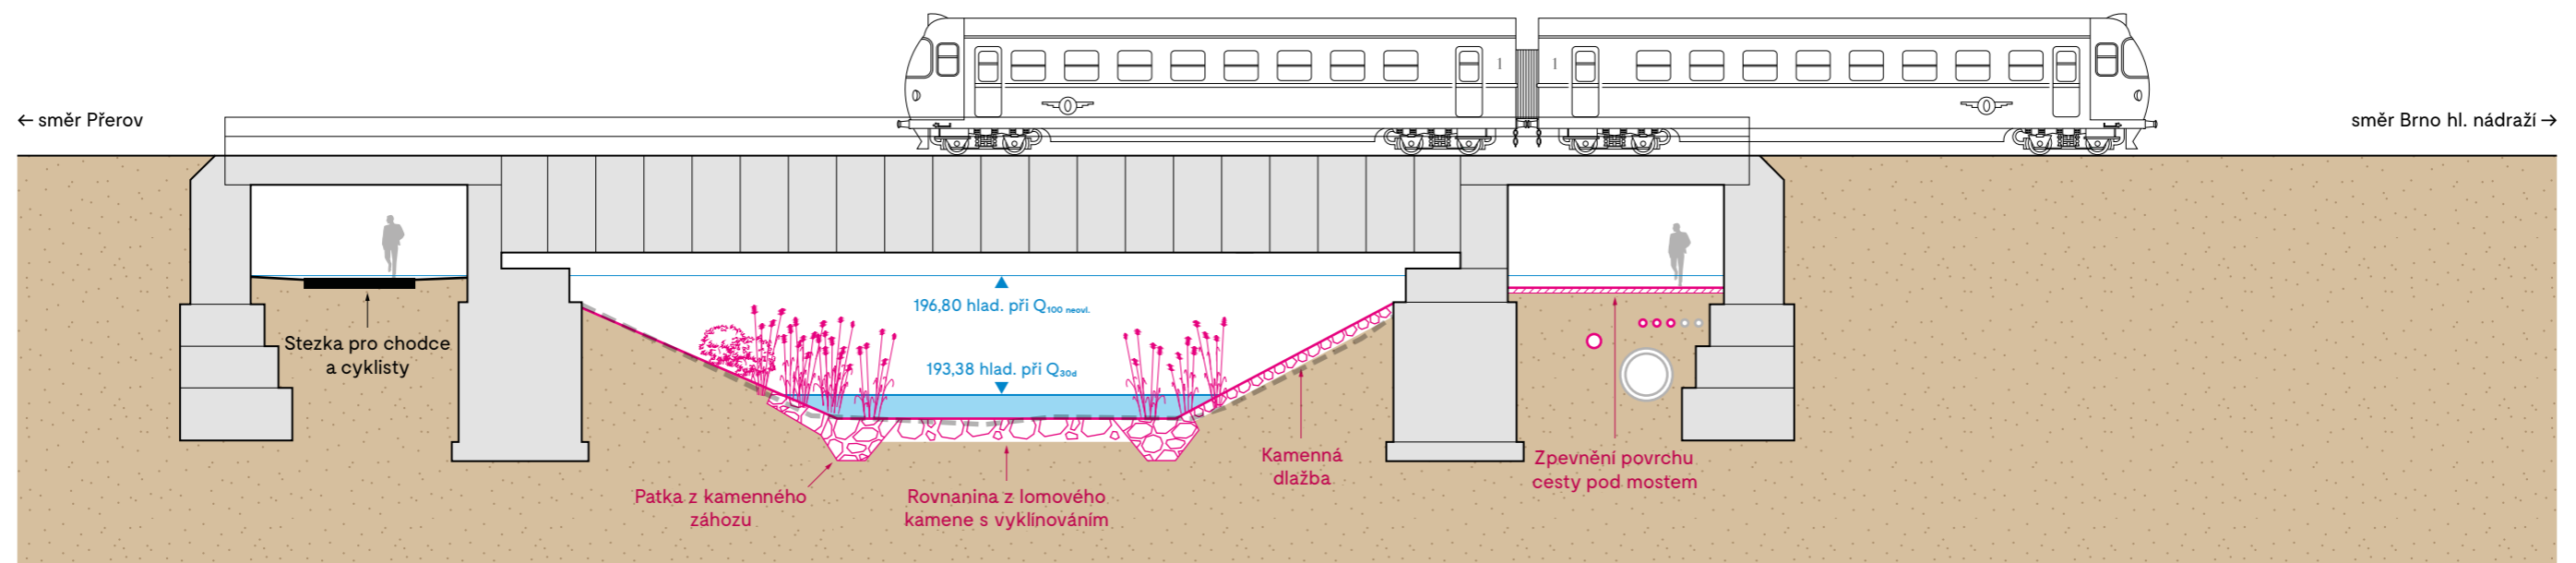 ← směr Přerov
směr Brno hl. nádraží →
1
1
196,80 hlad. při Q100 neovl.
193,38 hlad. při Q30d
Stezka pro chodce
a cyklisty
Patka z kamenného
záhozu
Rovnanina z lomového
kamene s vyklínováním
Kamenná
dlažba
Zpevnění povrchu
cesty pod mostem